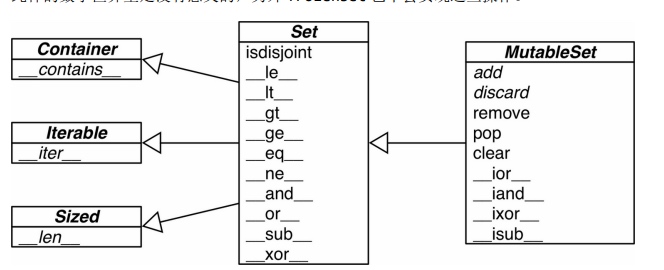 Container
__contains__
Iterable
__iter__
Sized
__len__
Set
isdisjoint
__le__
__lt__
__gt__
__ge__
__eq__
__ne__
__and__
__or__
__sub__
__xor__
MutableSet
add
discard
remove
pop
clear
__ior__
__iand__
__ixor__
__isub__